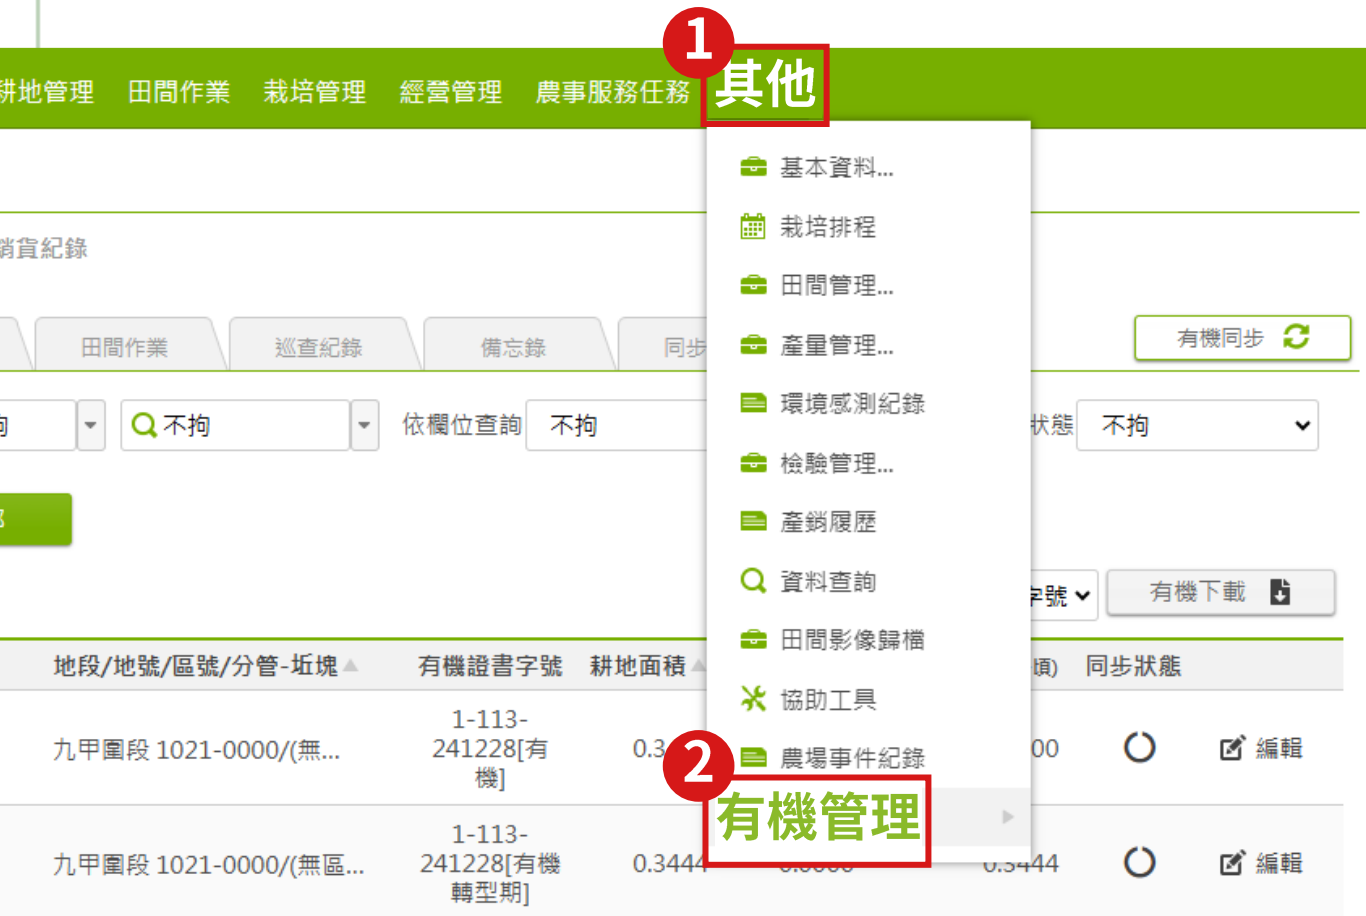 1
耕地管理 田間作業 栽培管理 經營管理 農事服務任務 其他
基本資料...
栽培排程
銷貨紀錄
田間管理...
田間作業 巡查紀錄 備忘錄 同步
產量管理...
有機同步
環境感測紀錄
不拘 依欄位查詢 不拘
狀態 不拘
檢驗管理...
產銷履歷
資料查詢
字號 有機下載
田間影像歸檔
地段/地號/區號/分管-坵塊 有機證書字號 耕地面積
頃) 同步狀態
協助工具
九甲圍段 1021-0000/(無...
1-113-
241228[有
機]
0.3
00
編輯
農場事件紀錄
2
有機管理
九甲圍段 1021-0000/(無區...
1-113-
241228[有機
轉型期]
0.3444 0.0000 0.3444
編輯